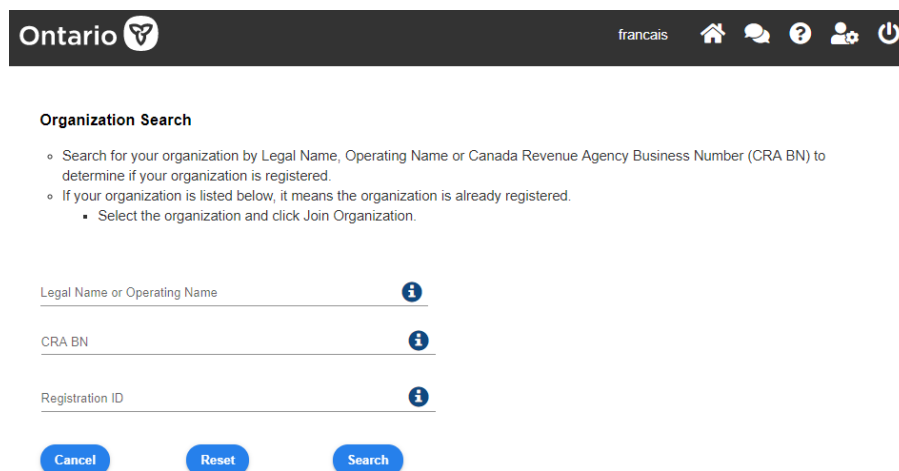 Ontario
francais
Organization Search
Search for your organization by Legal Name, Operating Name or Canada Revenue Agency Business Number (CRA BN) to
determine if your organization is registered.
If your organization is listed below, it means the organization is already registered.
Select the organization and click Join Organization.
Legal Name or Operating Name
CRA BN
Registration ID
Cancel Reset Search